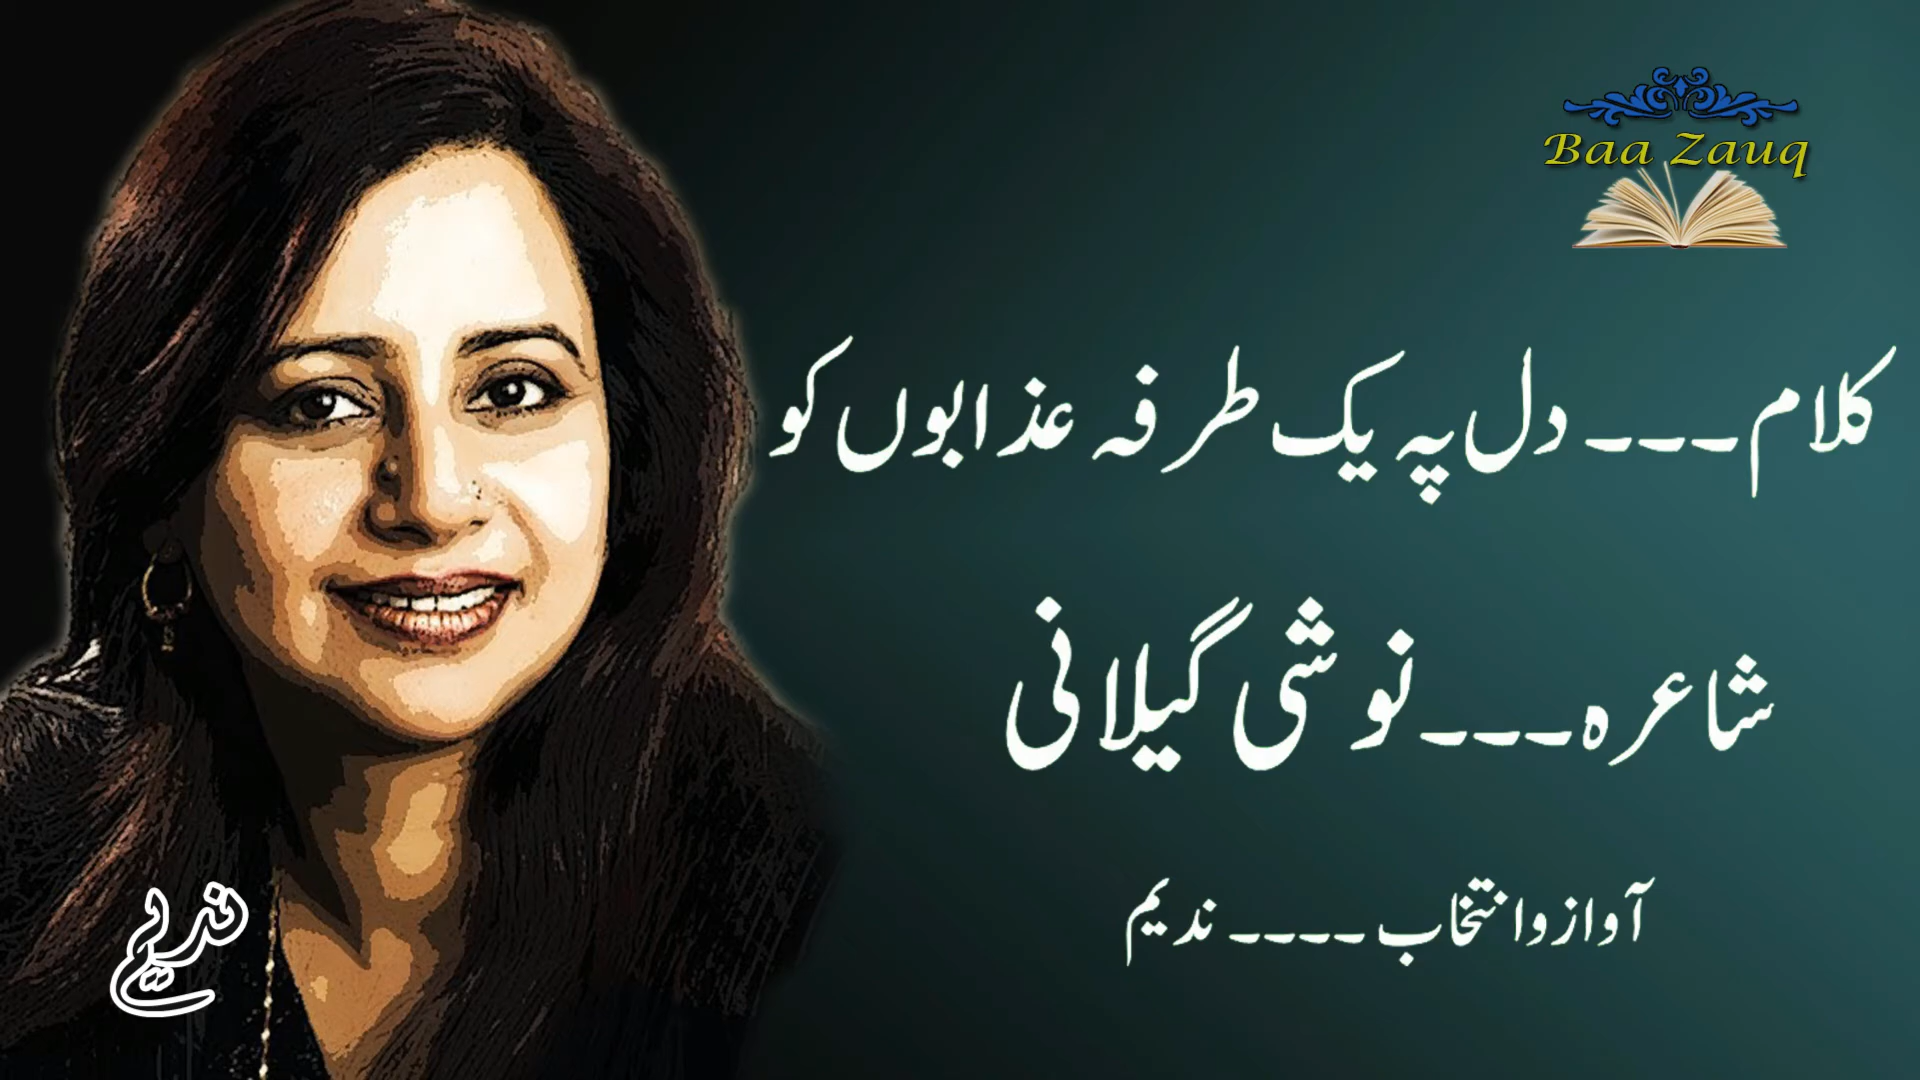 Baa Zauq
کلام۔۔۔ دل پہ یک طرفہ عذابوں کو
شاعرہ۔۔۔نوشی گیلانی
آواز و انتخاب ۔۔۔۔ ندیم
ندیم